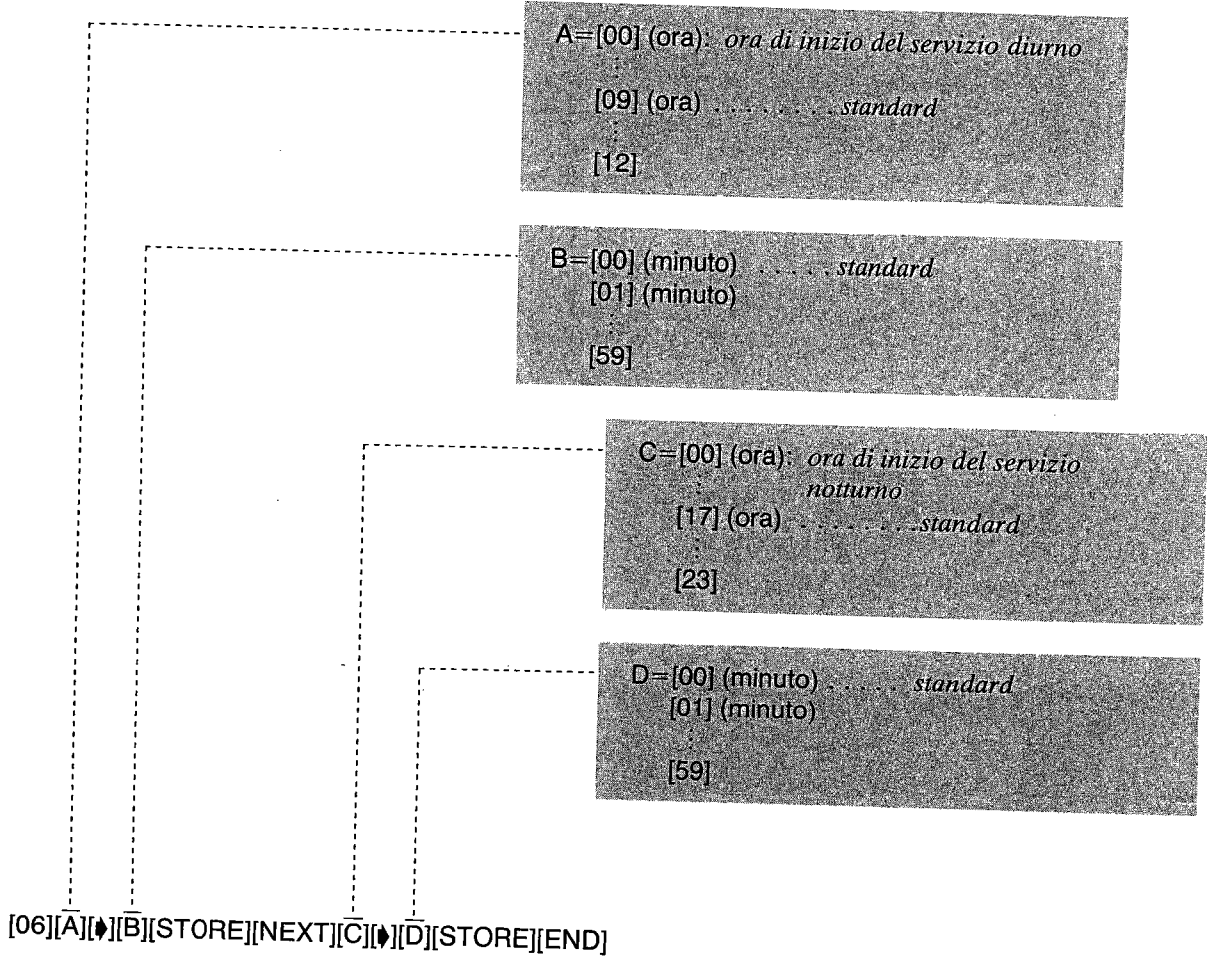 A=[00] (ora): ora di inizio del servizio diurno
:
[09] (ora) . . . . . . . . standard
:
[12]
B=[00] (minuto) . . . . . standard
[01] (minuto)
:
[59]
C=[00] (ora): ora di inizio del servizio
: notturno
[17] (ora) . . . . . . . . standard
:
[23]
D=[00] (minuto) . . . . . standard
[01] (minuto)
:
[59]
[06][A][➧][B][STORE][NEXT][C][➧][D][STORE][END]